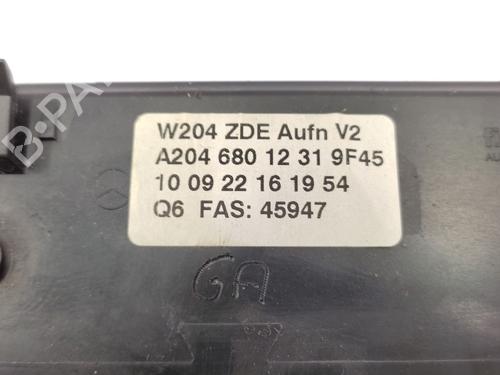 W204 ZDE Aufn V2
A204 680 12 31 9F45
10 09 22 16 19 54
Q6 FAS: 45947
GA
B-PARTS